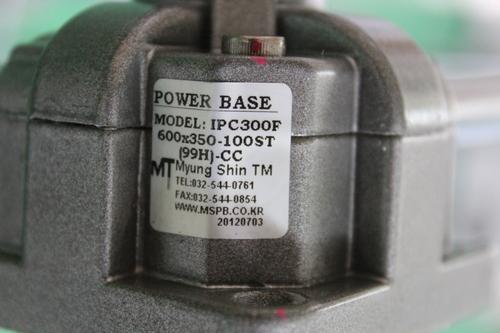 POWER BASE
MODEL: IPC300F
600x350-100ST
(99H)-CC
MT Myung Shin TM
TEL:032-544-0761
FAX:032-544-0854
WWW.MSPB.CO.KR
20120703